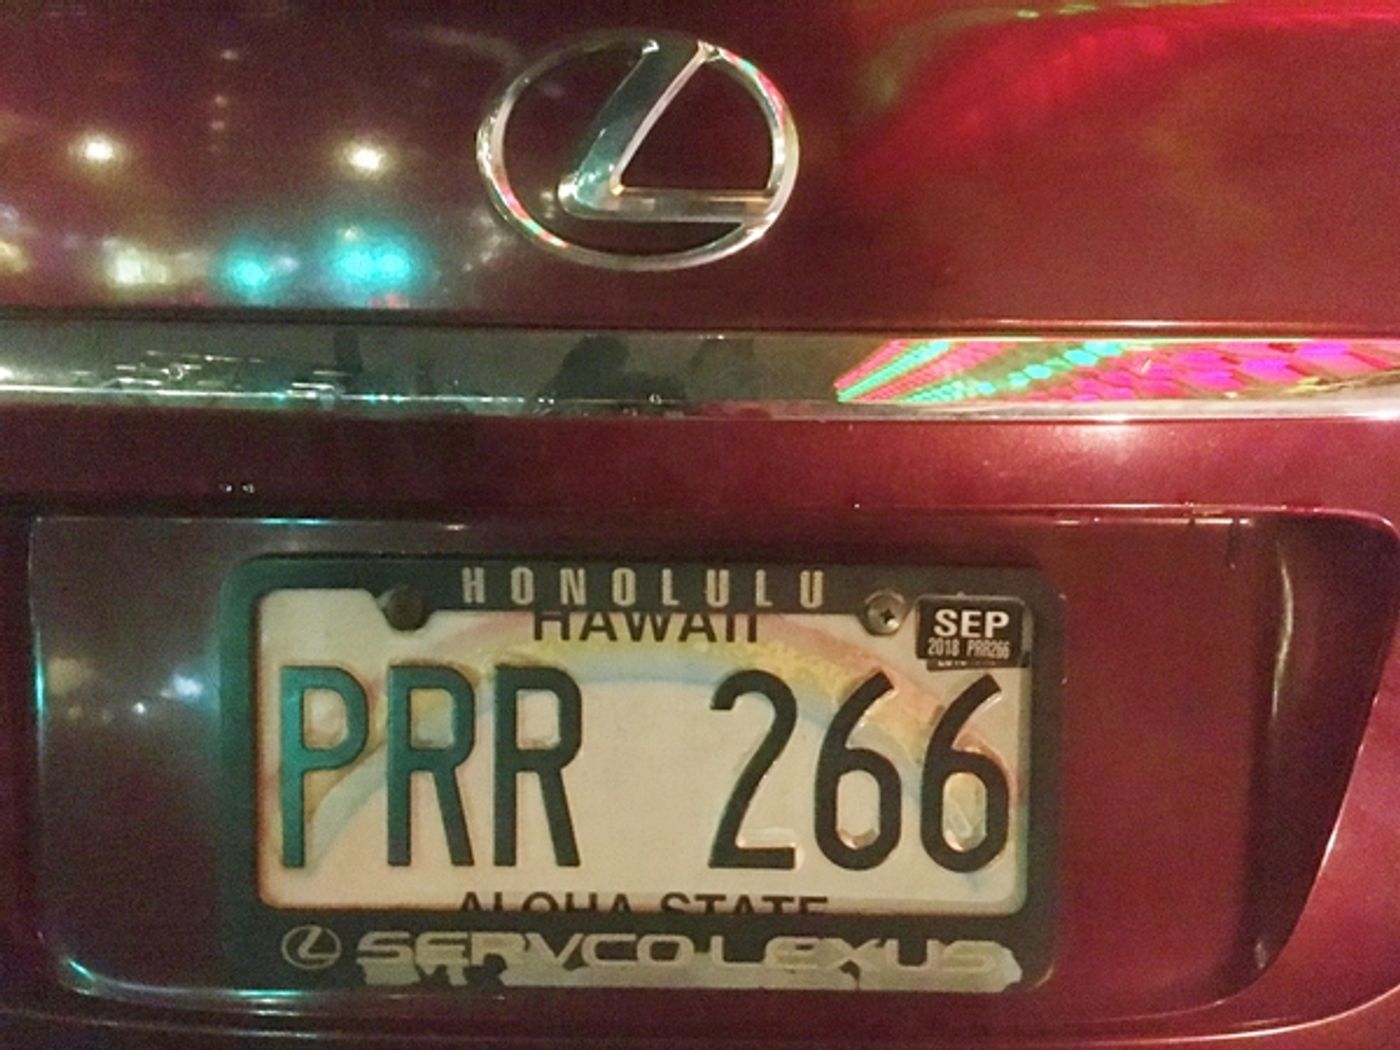 HONOLULU
HAWAII
SEP
2018 PRR266
PRR 266
ALOHA STATE
SERVCO LEXUS